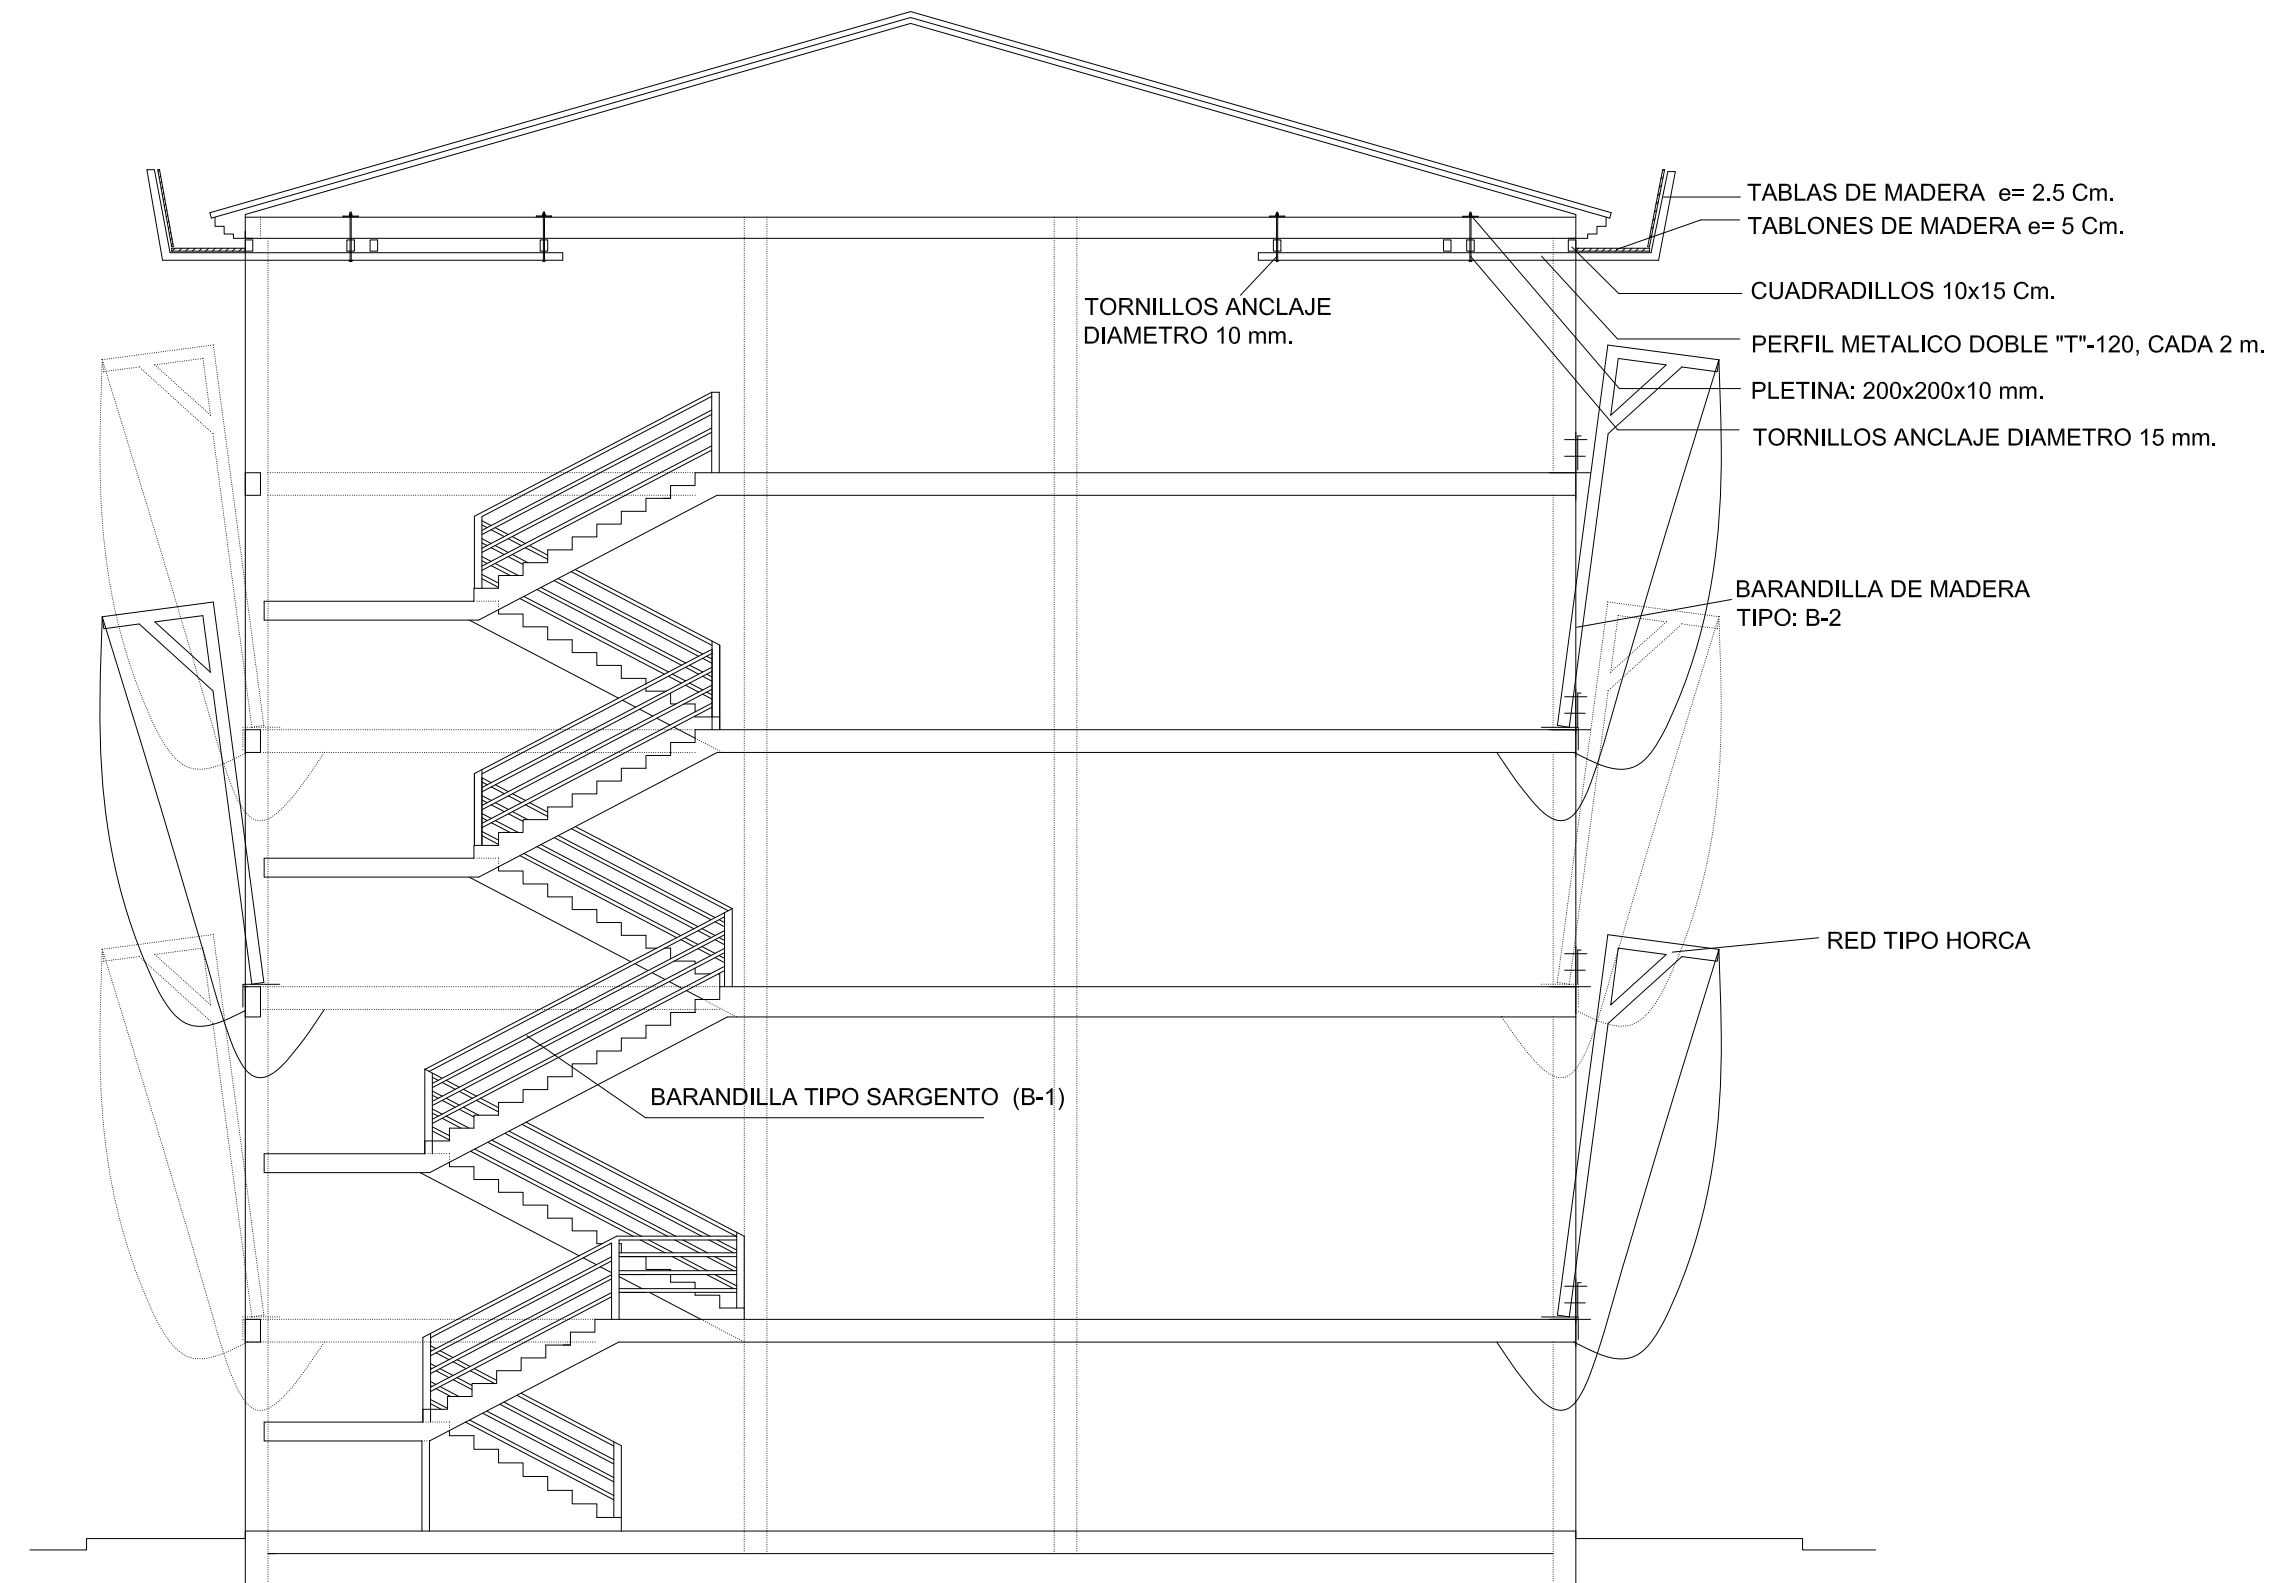 TABLAS DE MADERA e= 2.5 Cm.
TABLONES DE MADERA e= 5 Cm.
CUADRADILLOS 10x15 Cm.
TORNILLOS ANCLAJE
DIAMETRO 10 mm.
PERFIL METALICO DOBLE "T"-120, CADA 2 m.
PLETINA: 200x200x10 mm.
TORNILLOS ANCLAJE DIAMETRO 15 mm.
BARANDILLA DE MADERA
TIPO: B-2
RED TIPO HORCA
BARANDILLA TIPO SARGENTO (B-1)